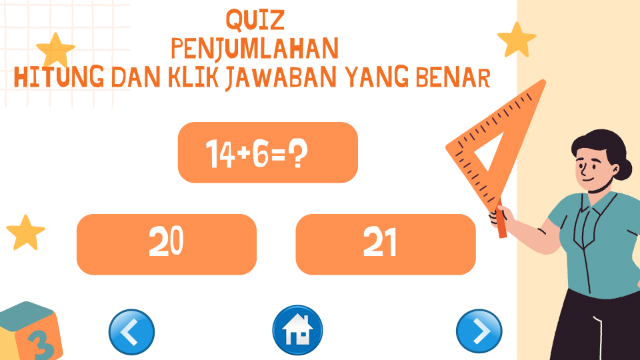 QUIZ
PENJUMLAHAN
HITUNG DAN KLIK JAWABAN YANG BENAR
14+6=?
20
21
3